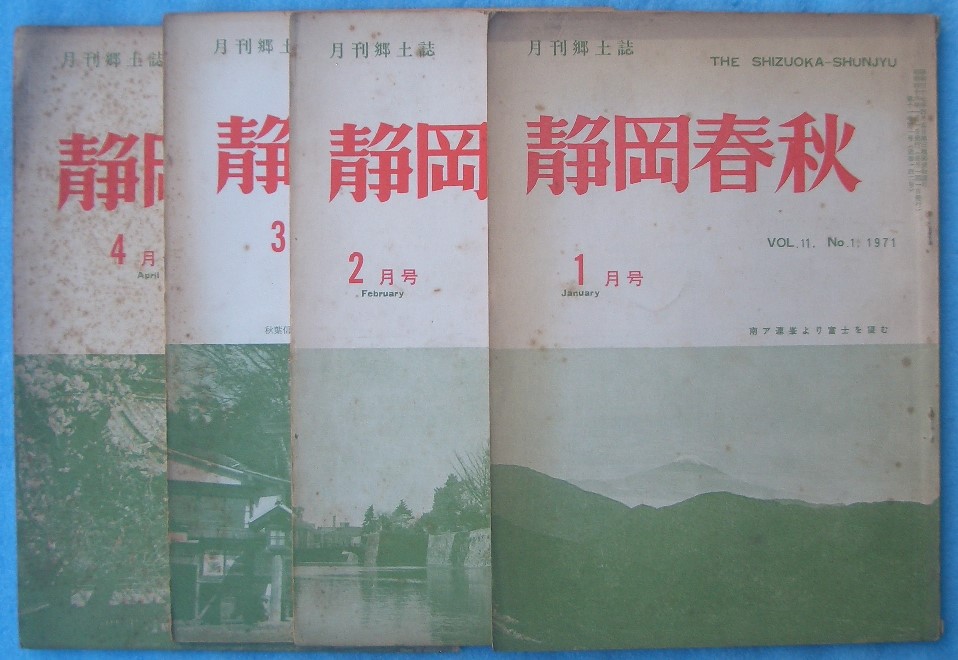 月刊郷土誌
静岡
4月
April
月刊郷土
静
3
秋葉
月刊郷土誌
静岡
2月号
February
月刊郷土誌
THE SHIZUOKA-SHUNJYU
静岡春秋
VOL.11. No.1. 1971
1月号
January
南ア連峯より富士を望む